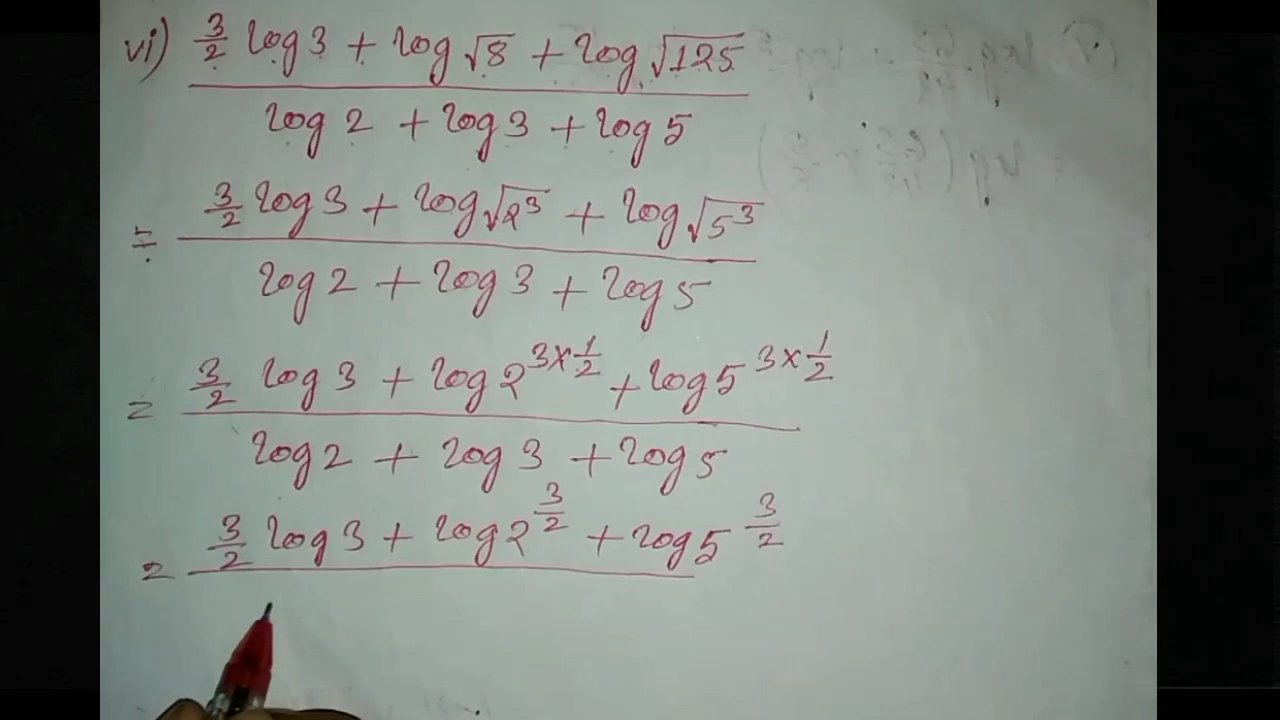 vi) 3/2 log 3 + log √8 + log √125
log 2 + log 3 + log 5
= 3/2 log 3 + log √2³ + log √5³
log 2 + log 3 + log 5
= 3/2 log 3 + log 2^(3×1/2) + log 5^(3×1/2)
log 2 + log 3 + log 5
= 3/2 log 3 + log 2^(3/2) + log 5^(3/2)